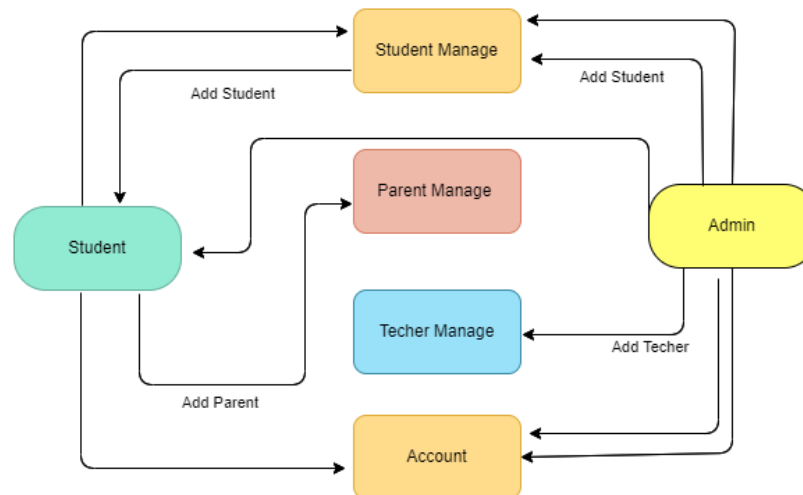 Student Manage
Add Student
Add Student
Parent Manage
Student
Admin
Techer Manage
Add Techer
Add Parent
Account